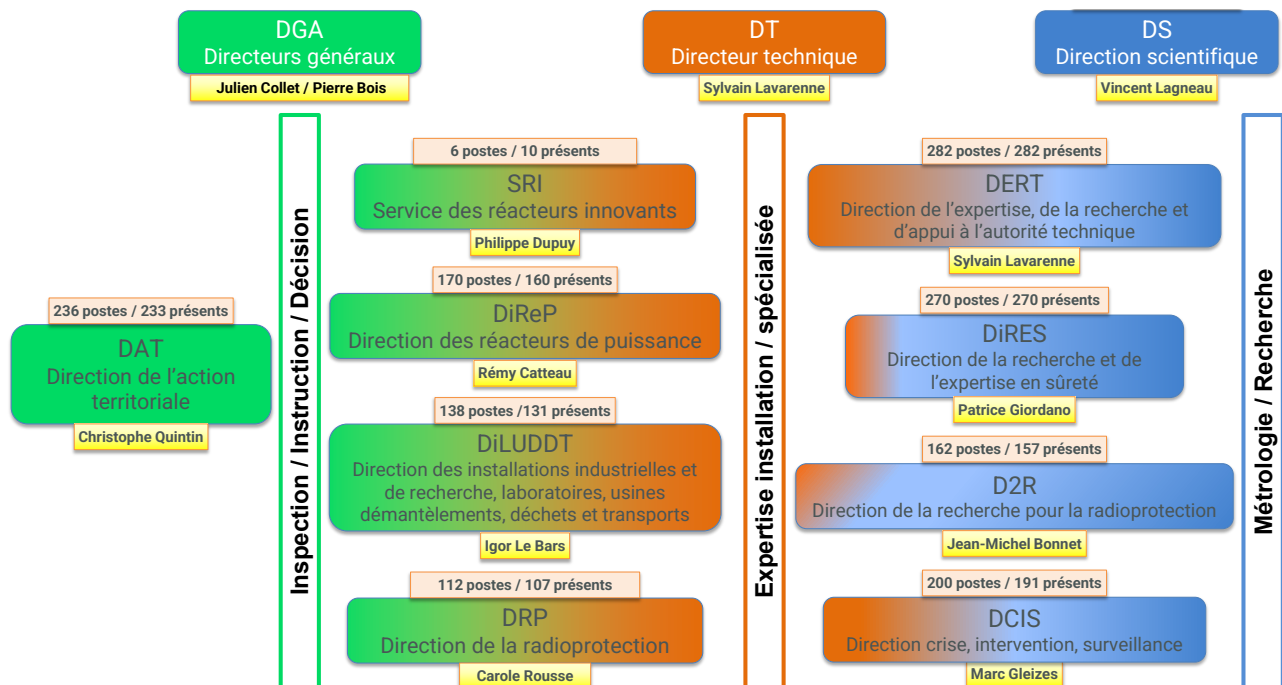 DGA
Directeurs généraux
Julien Collet / Pierre Bois
DT
Directeur technique
Sylvain Lavarenne
DS
Direction scientifique
Vincent Lagneau
236 postes / 233 présents
DAT
Direction de l'action
territoriale
Christophe Quintin
Inspection / Instruction / Décision
6 postes / 10 présents
SRI
Service des réacteurs innovants
Philippe Dupuy
170 postes / 160 présents
DiReP
Direction des réacteurs de puissance
Rémy Catteau
138 postes /131 présents
DiLUDDT
Direction des installations industrielles et
de recherche, laboratoires, usines
démantèlements, déchets et transports
Igor Le Bars
112 postes / 107 présents
DRP
Direction de la radioprotection
Carole Rousse
Expertise installation / spécialisée
282 postes / 282 présents
DERT
Direction de l'expertise, de la recherche et
d'appui à l'autorité technique
Sylvain Lavarenne
270 postes / 270 présents
DiRES
Direction de la recherche et de
l'expertise en sûreté
Patrice Giordano
162 postes / 157 présents
D2R
Direction de la recherche pour la radioprotection
Jean-Michel Bonnet
200 postes / 191 présents
DCIS
Direction crise, intervention, surveillance
Marc Gleizes
Métrologie / Recherche